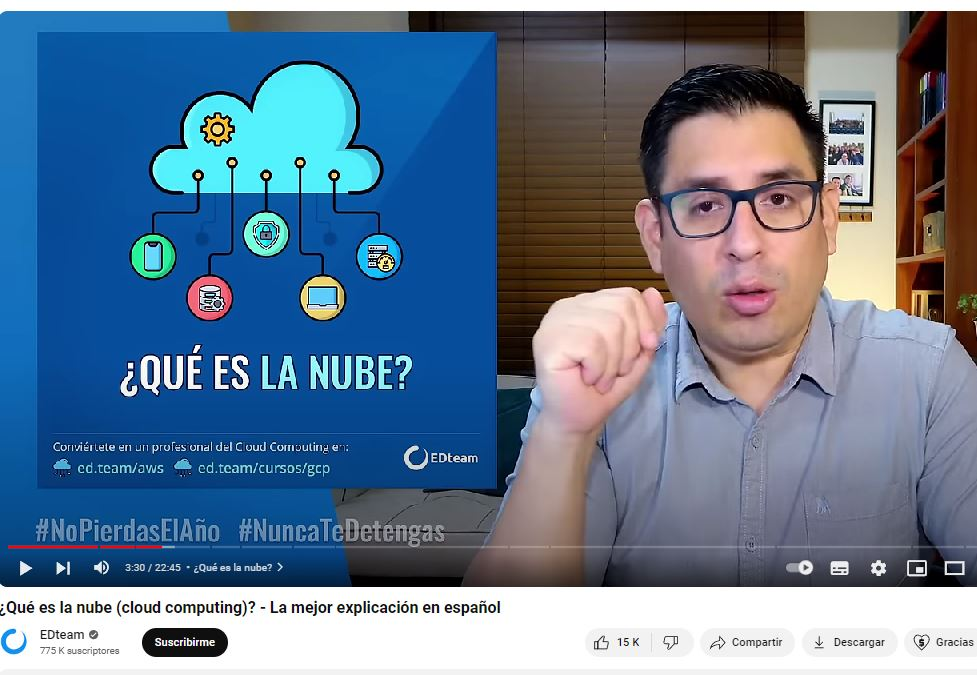 ¿QUÉ ES LA NUBE?
Conviértete en un profesional del Cloud Computing en:
ed.team/aws ed.team/cursos/gcp
EDteam
#NoPierdasElAño #NuncaTeDetengas
3:30 / 22:45 • ¿Qué es la nube?
¿Qué es la nube (cloud computing)? - La mejor explicación en español
EDteam
775 K suscriptores
Suscribirme
15 K
Compartir
Descargar
Gracias